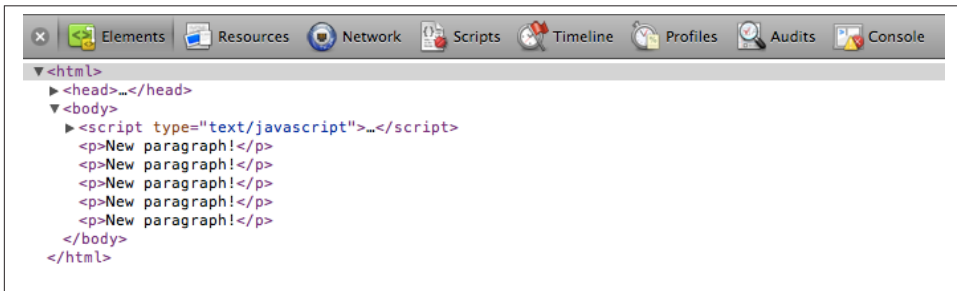 Elements Resources Network Scripts Timeline Profiles Audits Console
▼<html>
▶<head>…</head>
▼<body>
▶<script type="text/javascript">…</script>
<p>New paragraph!</p>
<p>New paragraph!</p>
<p>New paragraph!</p>
<p>New paragraph!</p>
<p>New paragraph!</p>
</body>
</html>